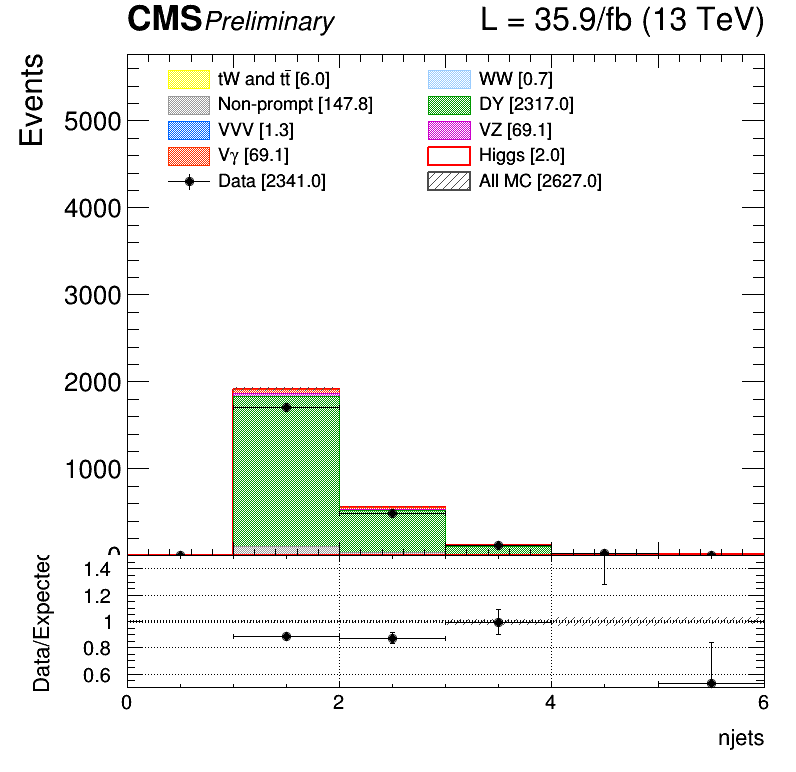 CMS Preliminary L = 35.9/fb (13 TeV)
Events
tW and tt̄ [6.0] WW [0.7]
Non-prompt [147.8] DY [2317.0]
VVV [1.3] VZ [69.1]
Vγ [69.1] Higgs [2.0]
Data [2341.0] All MC [2627.0]
5000
4000
3000
2000
1000
0
Data/Expected
1.4
1.2
1
0.8
0.6
0 2 4 6
njets